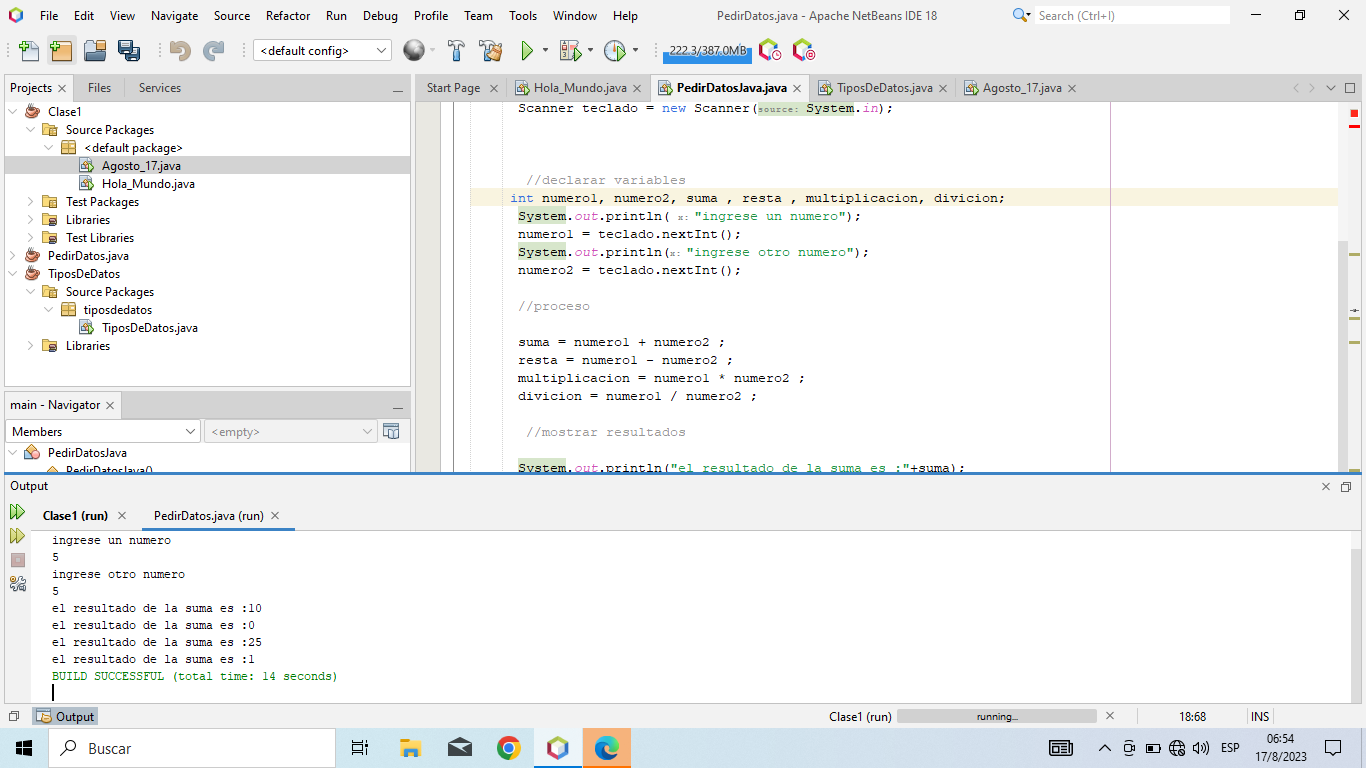 File Edit View Navigate Source Refactor Run Debug Profile Team Tools Window Help PedirDatos.java - Apache NetBeans IDE 18 Search (Ctrl+I)
<default config> 222.3/387.0MB
Projects Files Services
Start Page Hola_Mundo.java PedirDatosJava.java TiposDeDatos.java Agosto_17.java
Clase1
Source Packages
<default package>
Agosto_17.java
Hola_Mundo.java
Test Packages
Libraries
Test Libraries
PedirDatos.java
TiposDeDatos
Source Packages
tiposdedatos
TiposDeDatos.java
Libraries
main - Navigator
Members <empty>
PedirDatosJava
PedirDatosJava()
Scanner teclado = new Scanner(source: System.in);
//declarar variables
int numero1, numero2, suma , resta , multiplicacion, divicion;
System.out.println( x: "ingrese un numero");
numero1 = teclado.nextInt();
System.out.println(x: "ingrese otro numero");
numero2 = teclado.nextInt();
//proceso
suma = numero1 + numero2 ;
resta = numero1 - numero2 ;
multiplicacion = numero1 * numero2 ;
divicion = numero1 / numero2 ;
//mostrar resultados
System.out.println("el resultado de la suma es :"+suma);
Output
Clase1 (run) PedirDatos.java (run)
ingrese un numero
5
ingrese otro numero
5
el resultado de la suma es :10
el resultado de la suma es :0
el resultado de la suma es :25
el resultado de la suma es :1
BUILD SUCCESSFUL (total time: 14 seconds)
Output Clase1 (run) running... 18:68 INS
Buscar ESP 06:54
17/8/2023